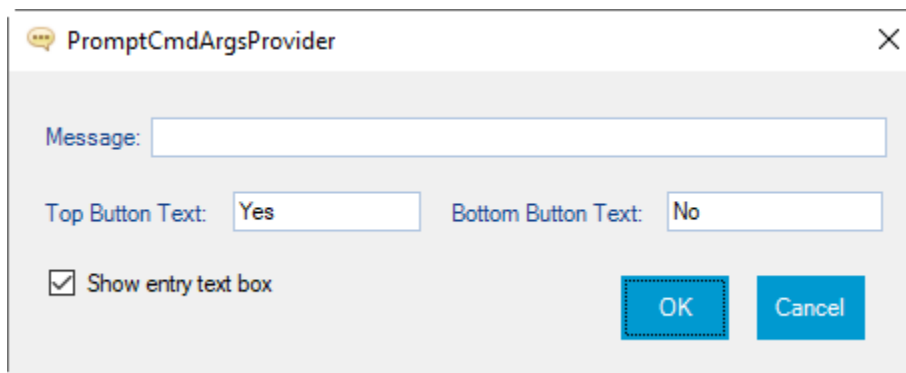 PromptCmdArgsProvider
Message:
Top Button Text: Yes Bottom Button Text: No
Show entry text box
OK Cancel